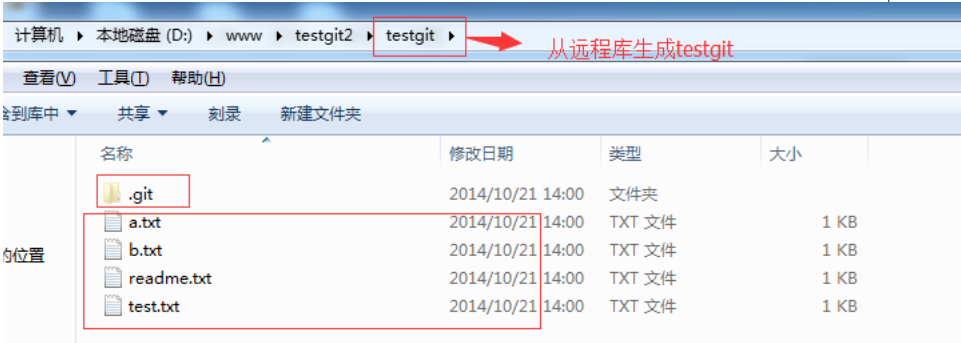 计算机 ▸ 本地磁盘 (D:) ▸ www ▸ testgit2 ▸ testgit ▸
从远程库生成testgit
查看(V) 工具(T) 帮助(H)
含到库中 共享 刻录 新建文件夹
名称 修改日期 类型 大小
.git 2014/10/21 14:00 文件夹
a.txt 2014/10/21 14:00 TXT 文件 1 KB
b.txt 2014/10/21 14:00 TXT 文件 1 KB
的位置
readme.txt 2014/10/21 14:00 TXT 文件 1 KB
test.txt 2014/10/21 14:00 TXT 文件 1 KB